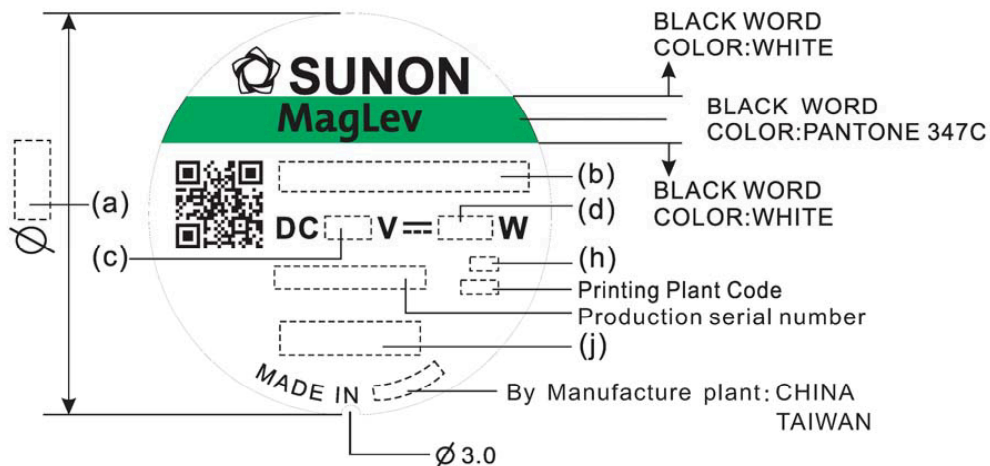 BLACK WORD
COLOR:WHITE
SUNON
MagLev
BLACK WORD
COLOR:PANTONE 347C
(a)
Ø
(b)
BLACK WORD
COLOR:WHITE
DC V⎓ W
(d)
(c)
(h)
Printing Plant Code
Production serial number
(j)
MADE IN
By Manufacture plant: CHINA
TAIWAN
Ø 3.0